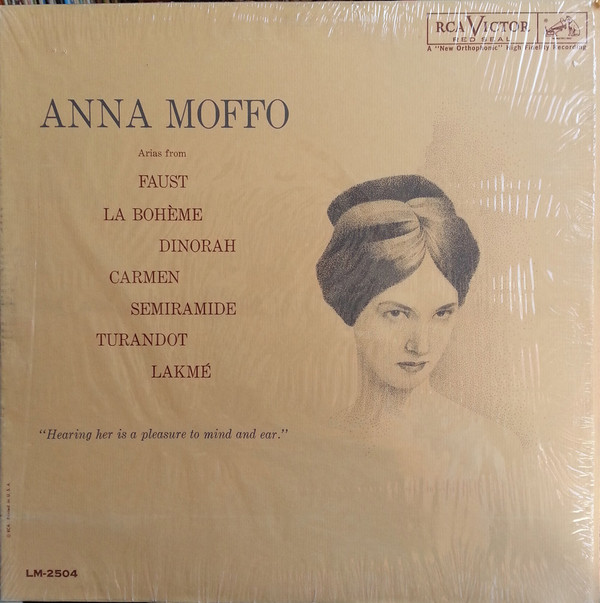 RCA VICTOR
RED SEAL
A "New Orthophonic" High Fidelity Recording
ANNA MOFFO
Arias from
FAUST
LA BOHÈME
DINORAH
CARMEN
SEMIRAMIDE
TURANDOT
LAKMÉ
"Hearing her is a pleasure to mind and ear."
LM-2504